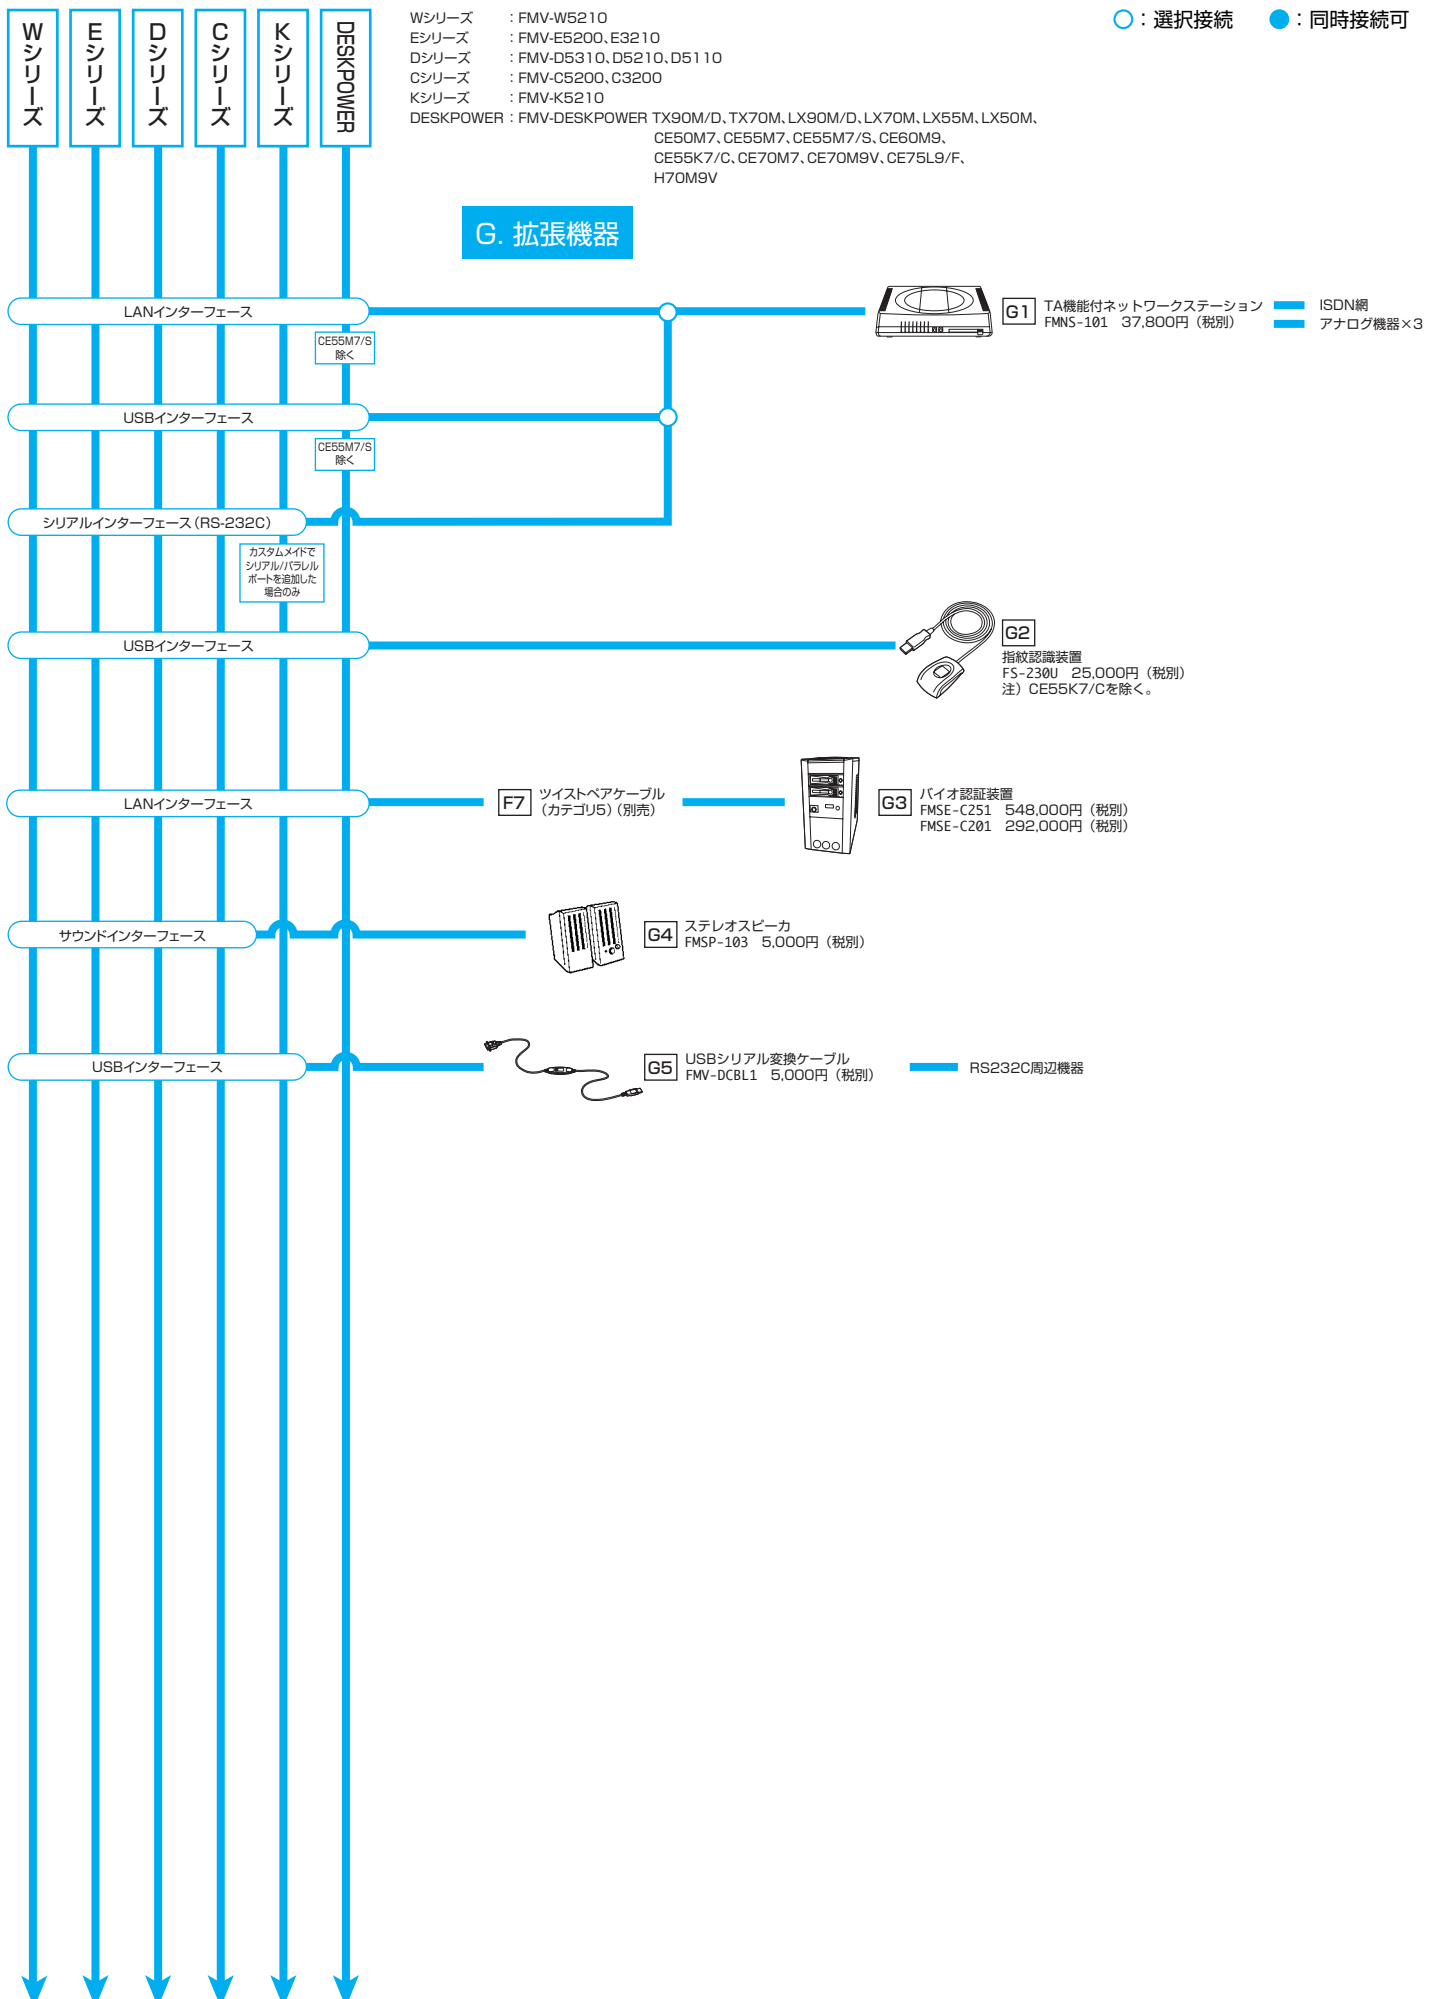 Wシリーズ
Eシリーズ
Dシリーズ
Cシリーズ
Kシリーズ
DESKPOWER
Wシリーズ ：FMV-W5210
Eシリーズ ：FMV-E5200、E3210
Dシリーズ ：FMV-D5310、D5210、D5110
Cシリーズ ：FMV-C5200、C3200
Kシリーズ ：FMV-K5210
DESKPOWER：FMV-DESKPOWER TX90M/D、TX70M、LX90M/D、LX70M、LX55M、LX50M、
CE50M7、CE55M7、CE55M7/S、CE60M9、
CE55K7/C、CE70M7、CE70M9V、CE75L9/F、
H70M9V
○：選択接続 ●：同時接続可
G. 拡張機器
LANインターフェース
CE55M7/S
除く
G1 TA機能付ネットワークステーション
FMNS-101 37,800円（税別）
ISDN網
アナログ機器×3
USBインターフェース
CE55M7/S
除く
シリアルインターフェース（RS-232C）
カスタムメイドで
シリアル/パラレル
ポートを追加した
場合のみ
USBインターフェース
G2
指紋認識装置
FS-230U 25,000円（税別）
注）CE55K7/Cを除く。
LANインターフェース
F7 ツイストペアケーブル
（カテゴリ5）（別売）
G3 バイオ認証装置
FMSE-C251 548,000円（税別）
FMSE-C201 292,000円（税別）
サウンドインターフェース
G4 ステレオスピーカ
FMSP-103 5,000円（税別）
USBインターフェース
G5 USBシリアル変換ケーブル
FMV-DCBL1 5,000円（税別）
RS232C周辺機器